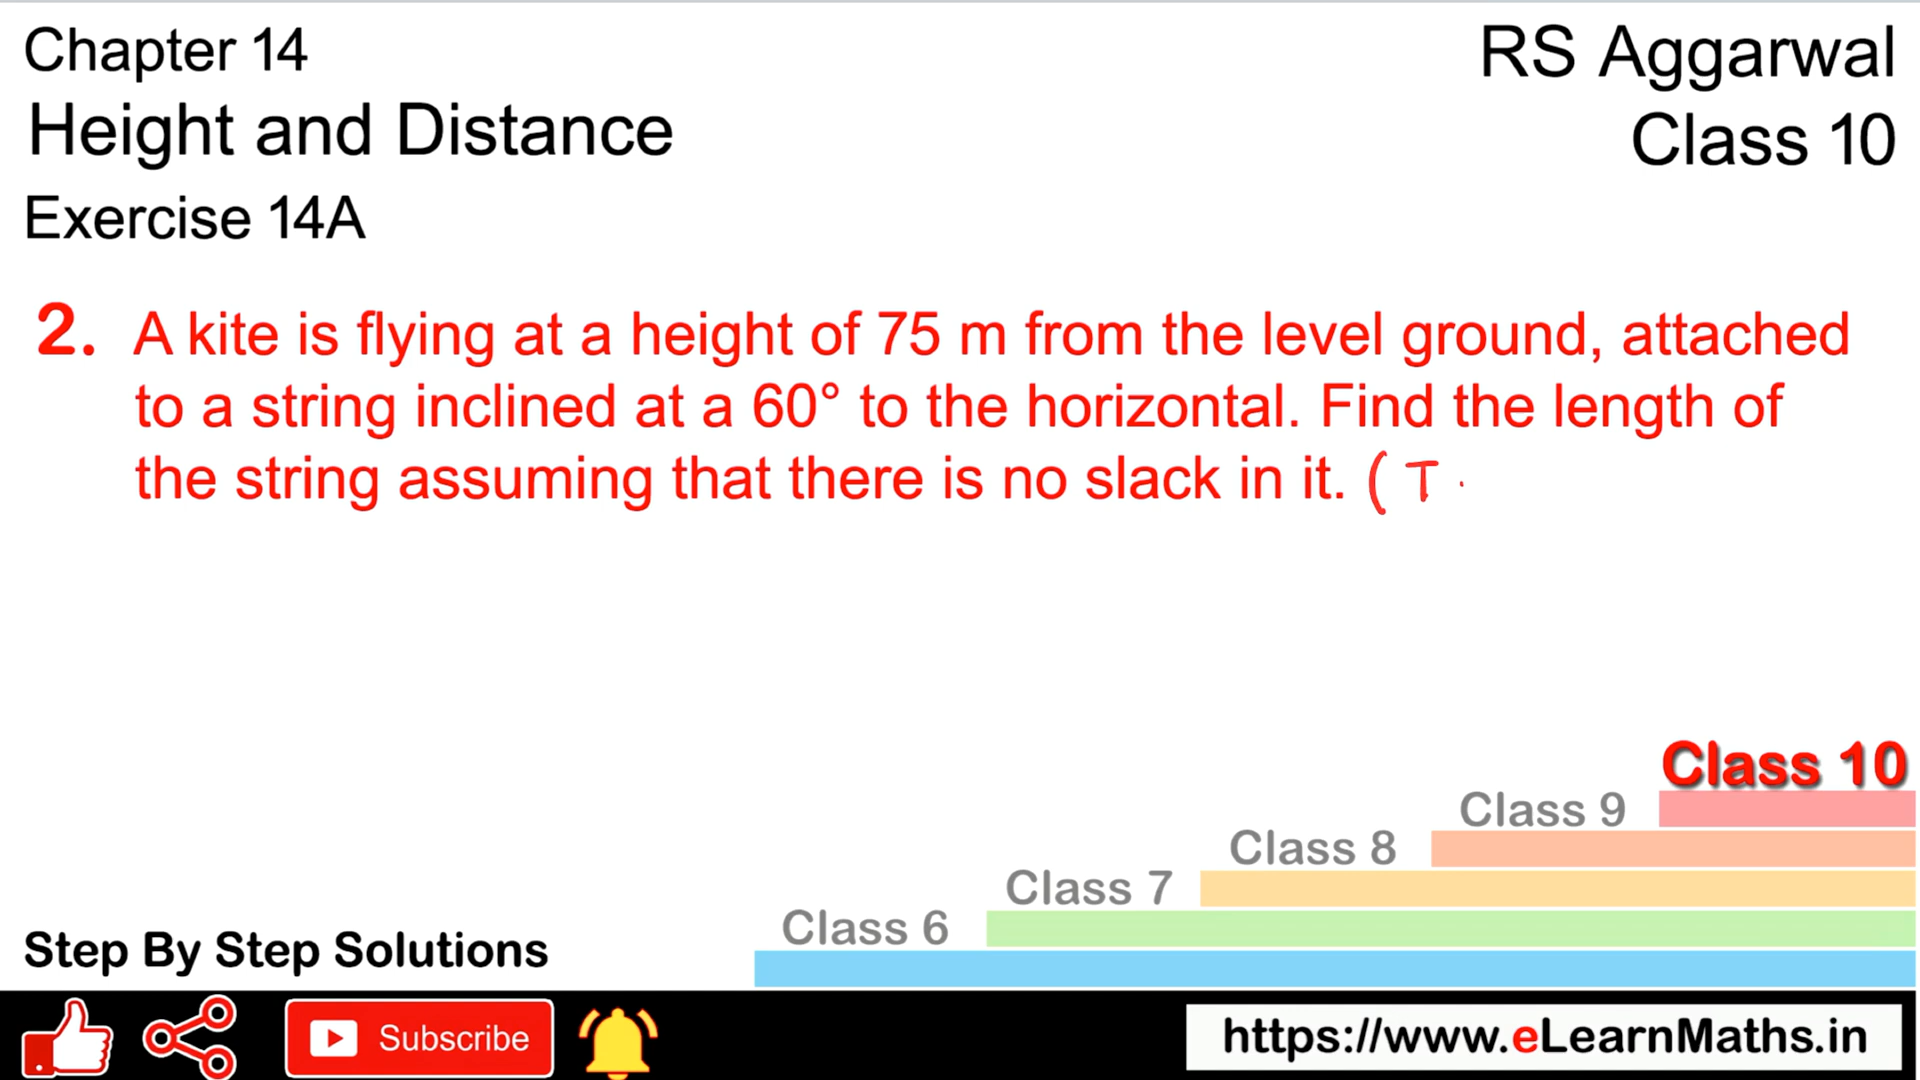 Chapter 14
Height and Distance
Exercise 14A
RS Aggarwal
Class 10
2. A kite is flying at a height of 75 m from the level ground, attached
to a string inclined at a 60° to the horizontal. Find the length of
the string assuming that there is no slack in it. ( T .
Class 10
Class 9
Class 8
Class 7
Class 6
Step By Step Solutions
Subscribe
https://www.eLearnMaths.in